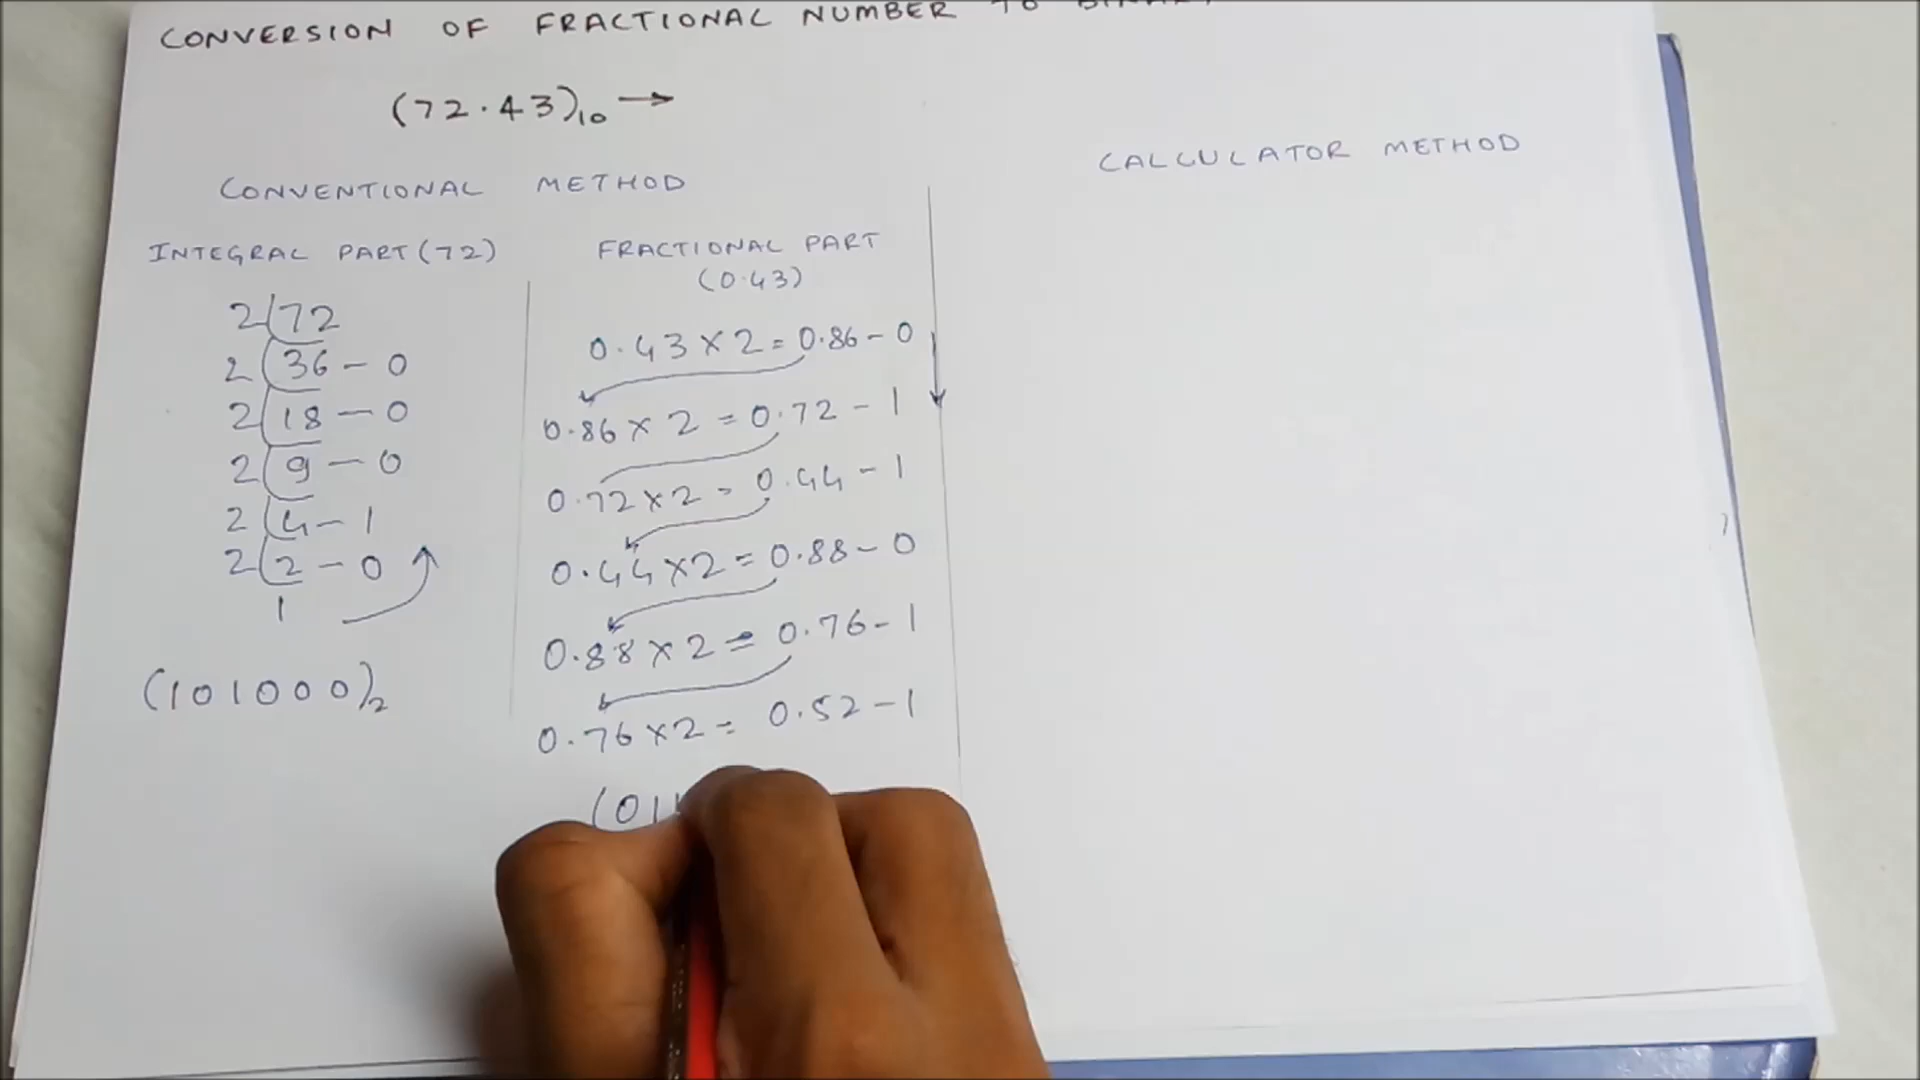 CONVERSION OF FRACTIONAL NUMBER TO BINARY
(72.43)10 →
CONVENTIONAL METHOD
INTEGRAL PART (72)
2 72
2 36 - 0
2 18 - 0
2 9 - 0
2 4 - 1
2 2 - 0
1
(101000)2
FRACTIONAL PART
(0.43)
0.43 × 2 = 0.86 - 0
0.86 × 2 = 0.72 - 1
0.72 × 2 = 0.44 - 1
0.44 × 2 = 0.88 - 0
0.88 × 2 = 0.76 - 1
0.76 × 2 = 0.52 - 1
(011
CALCULATOR METHOD